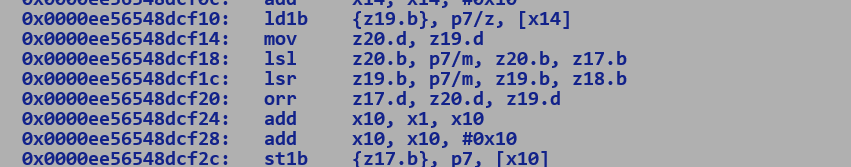 0x0000ee56548dcf0c: add x14, x14, #0x10
0x0000ee56548dcf10: ld1b {z19.b}, p7/z, [x14]
0x0000ee56548dcf14: mov z20.d, z19.d
0x0000ee56548dcf18: lsl z20.b, p7/m, z20.b, z17.b
0x0000ee56548dcf1c: lsr z19.b, p7/m, z19.b, z18.b
0x0000ee56548dcf20: orr z17.d, z20.d, z19.d
0x0000ee56548dcf24: add x10, x1, x10
0x0000ee56548dcf28: add x10, x10, #0x10
0x0000ee56548dcf2c: st1b {z17.b}, p7, [x10]